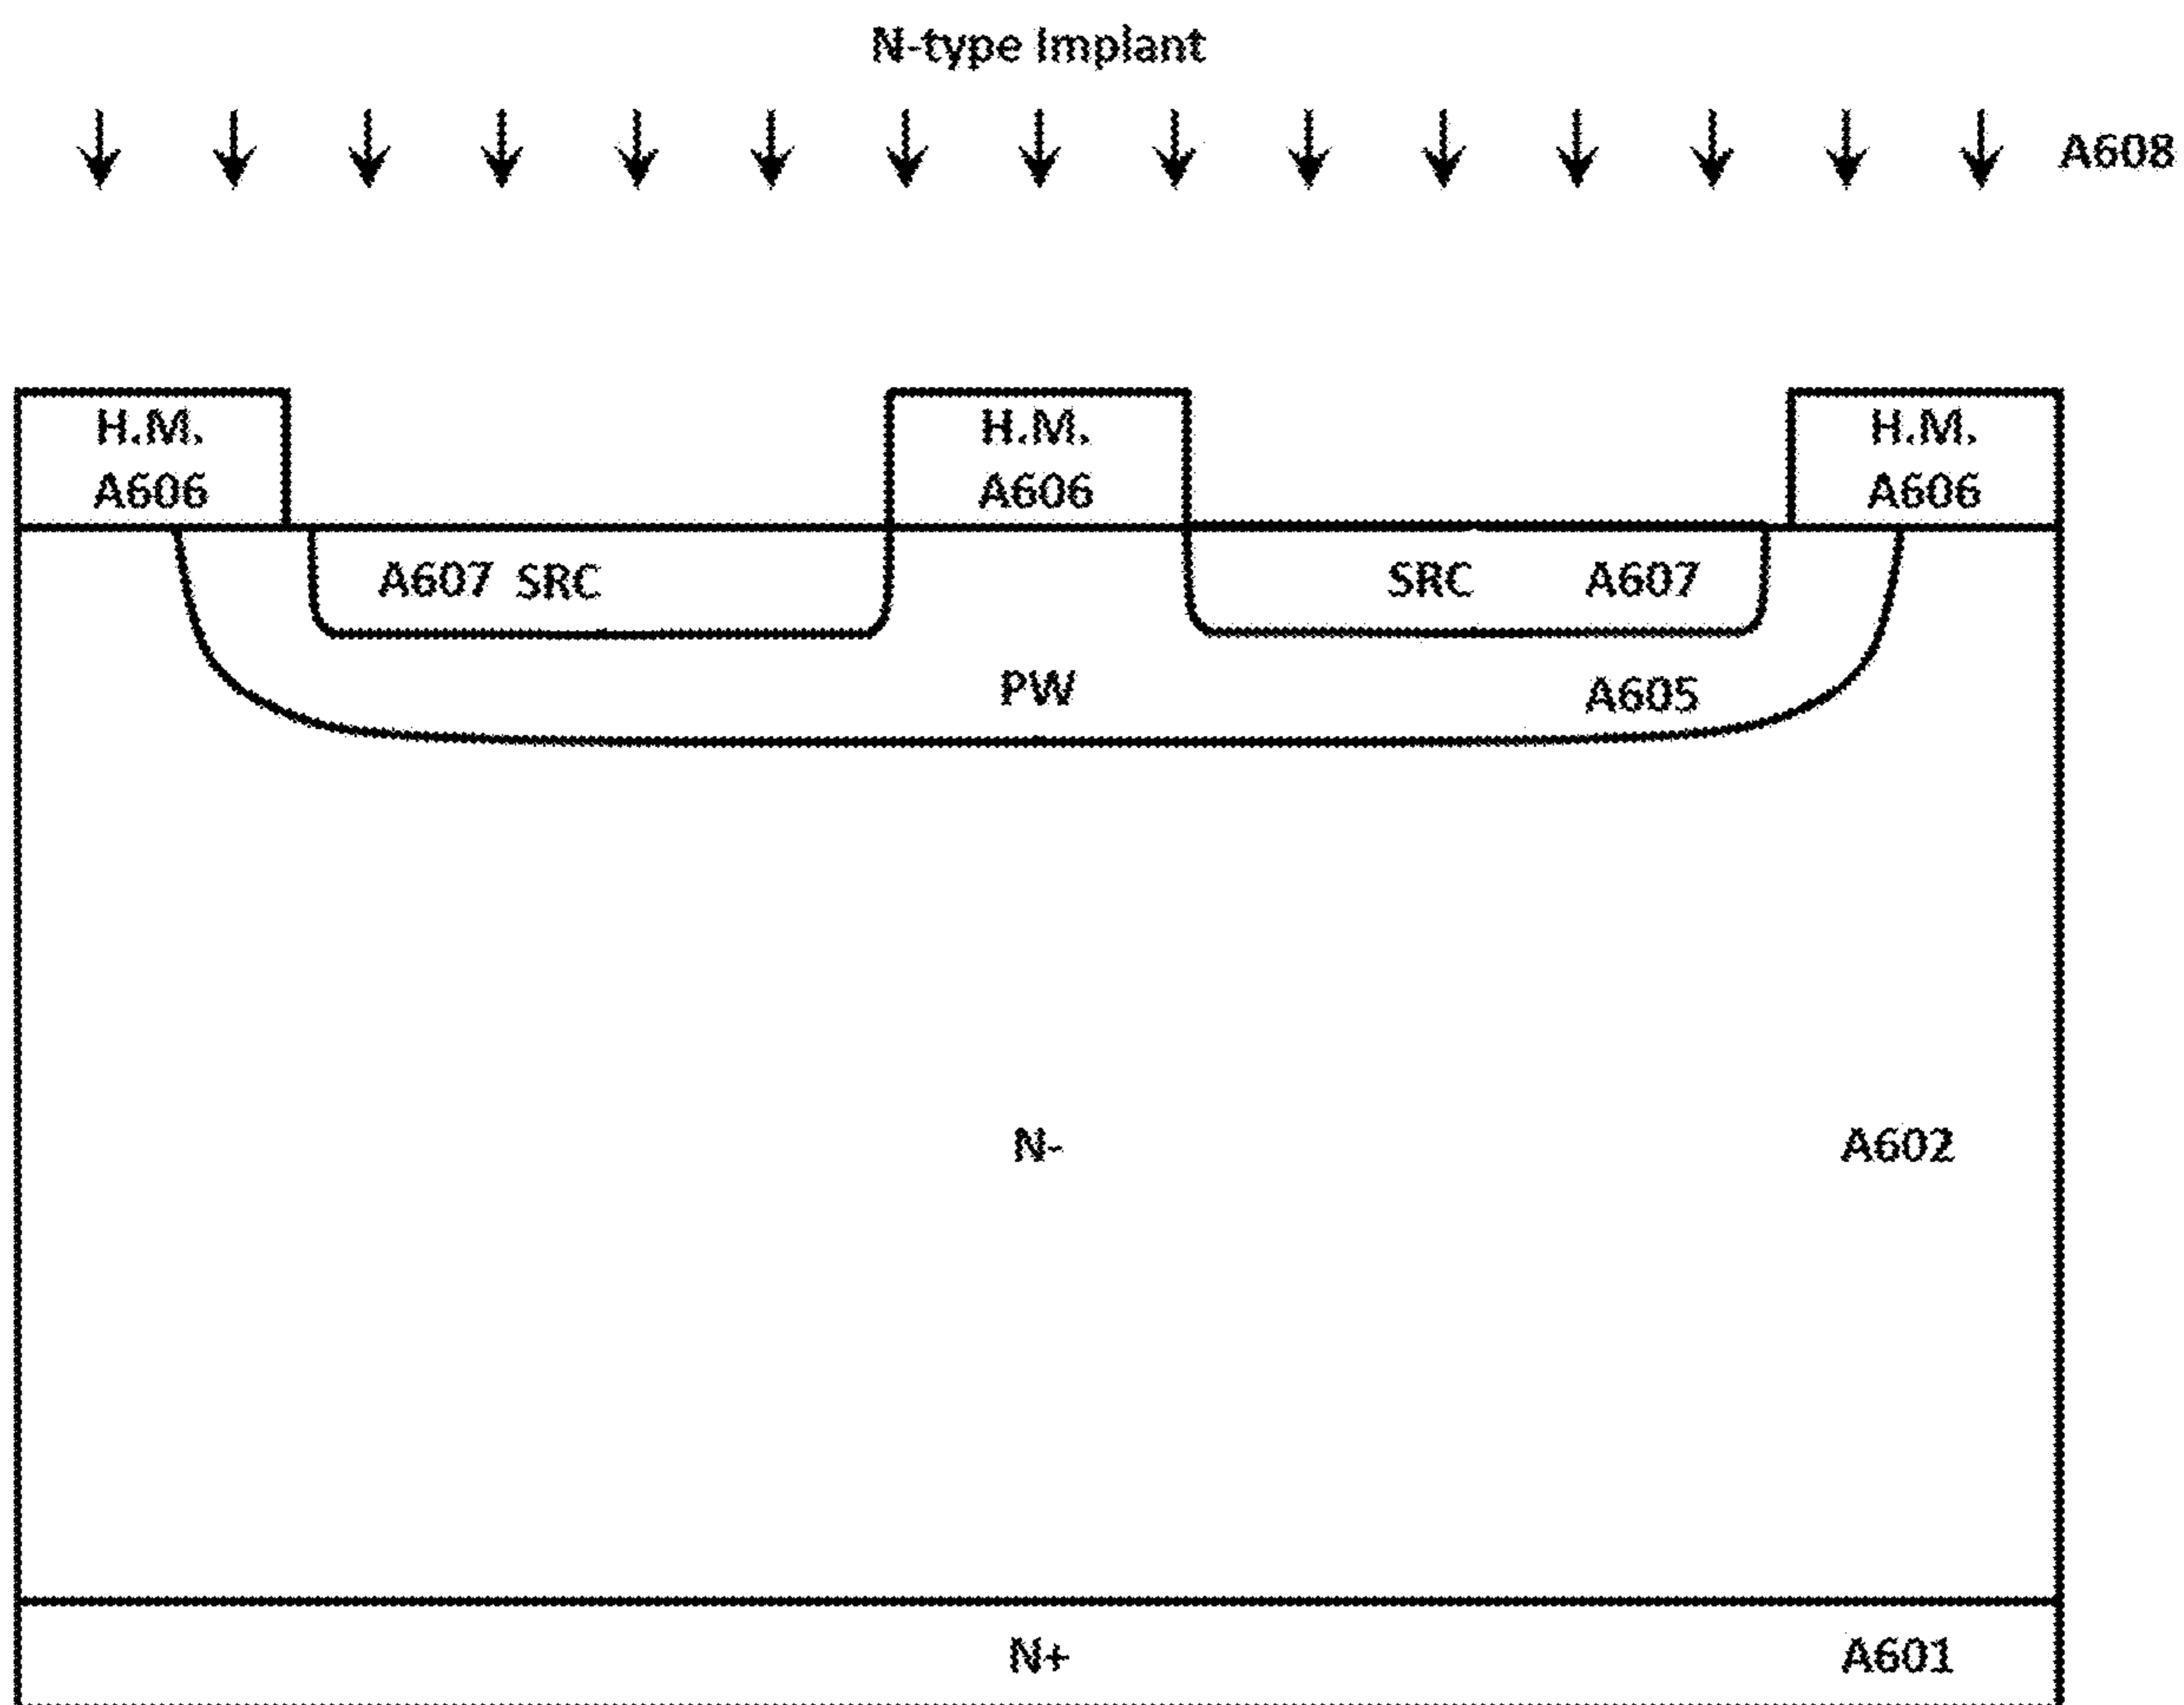 N-type Implant
A608
H.M.
A606
H.M.
A606
H.M.
A606
A607 SRC
SRC A607
PW
A605
N-
A602
N+
A601